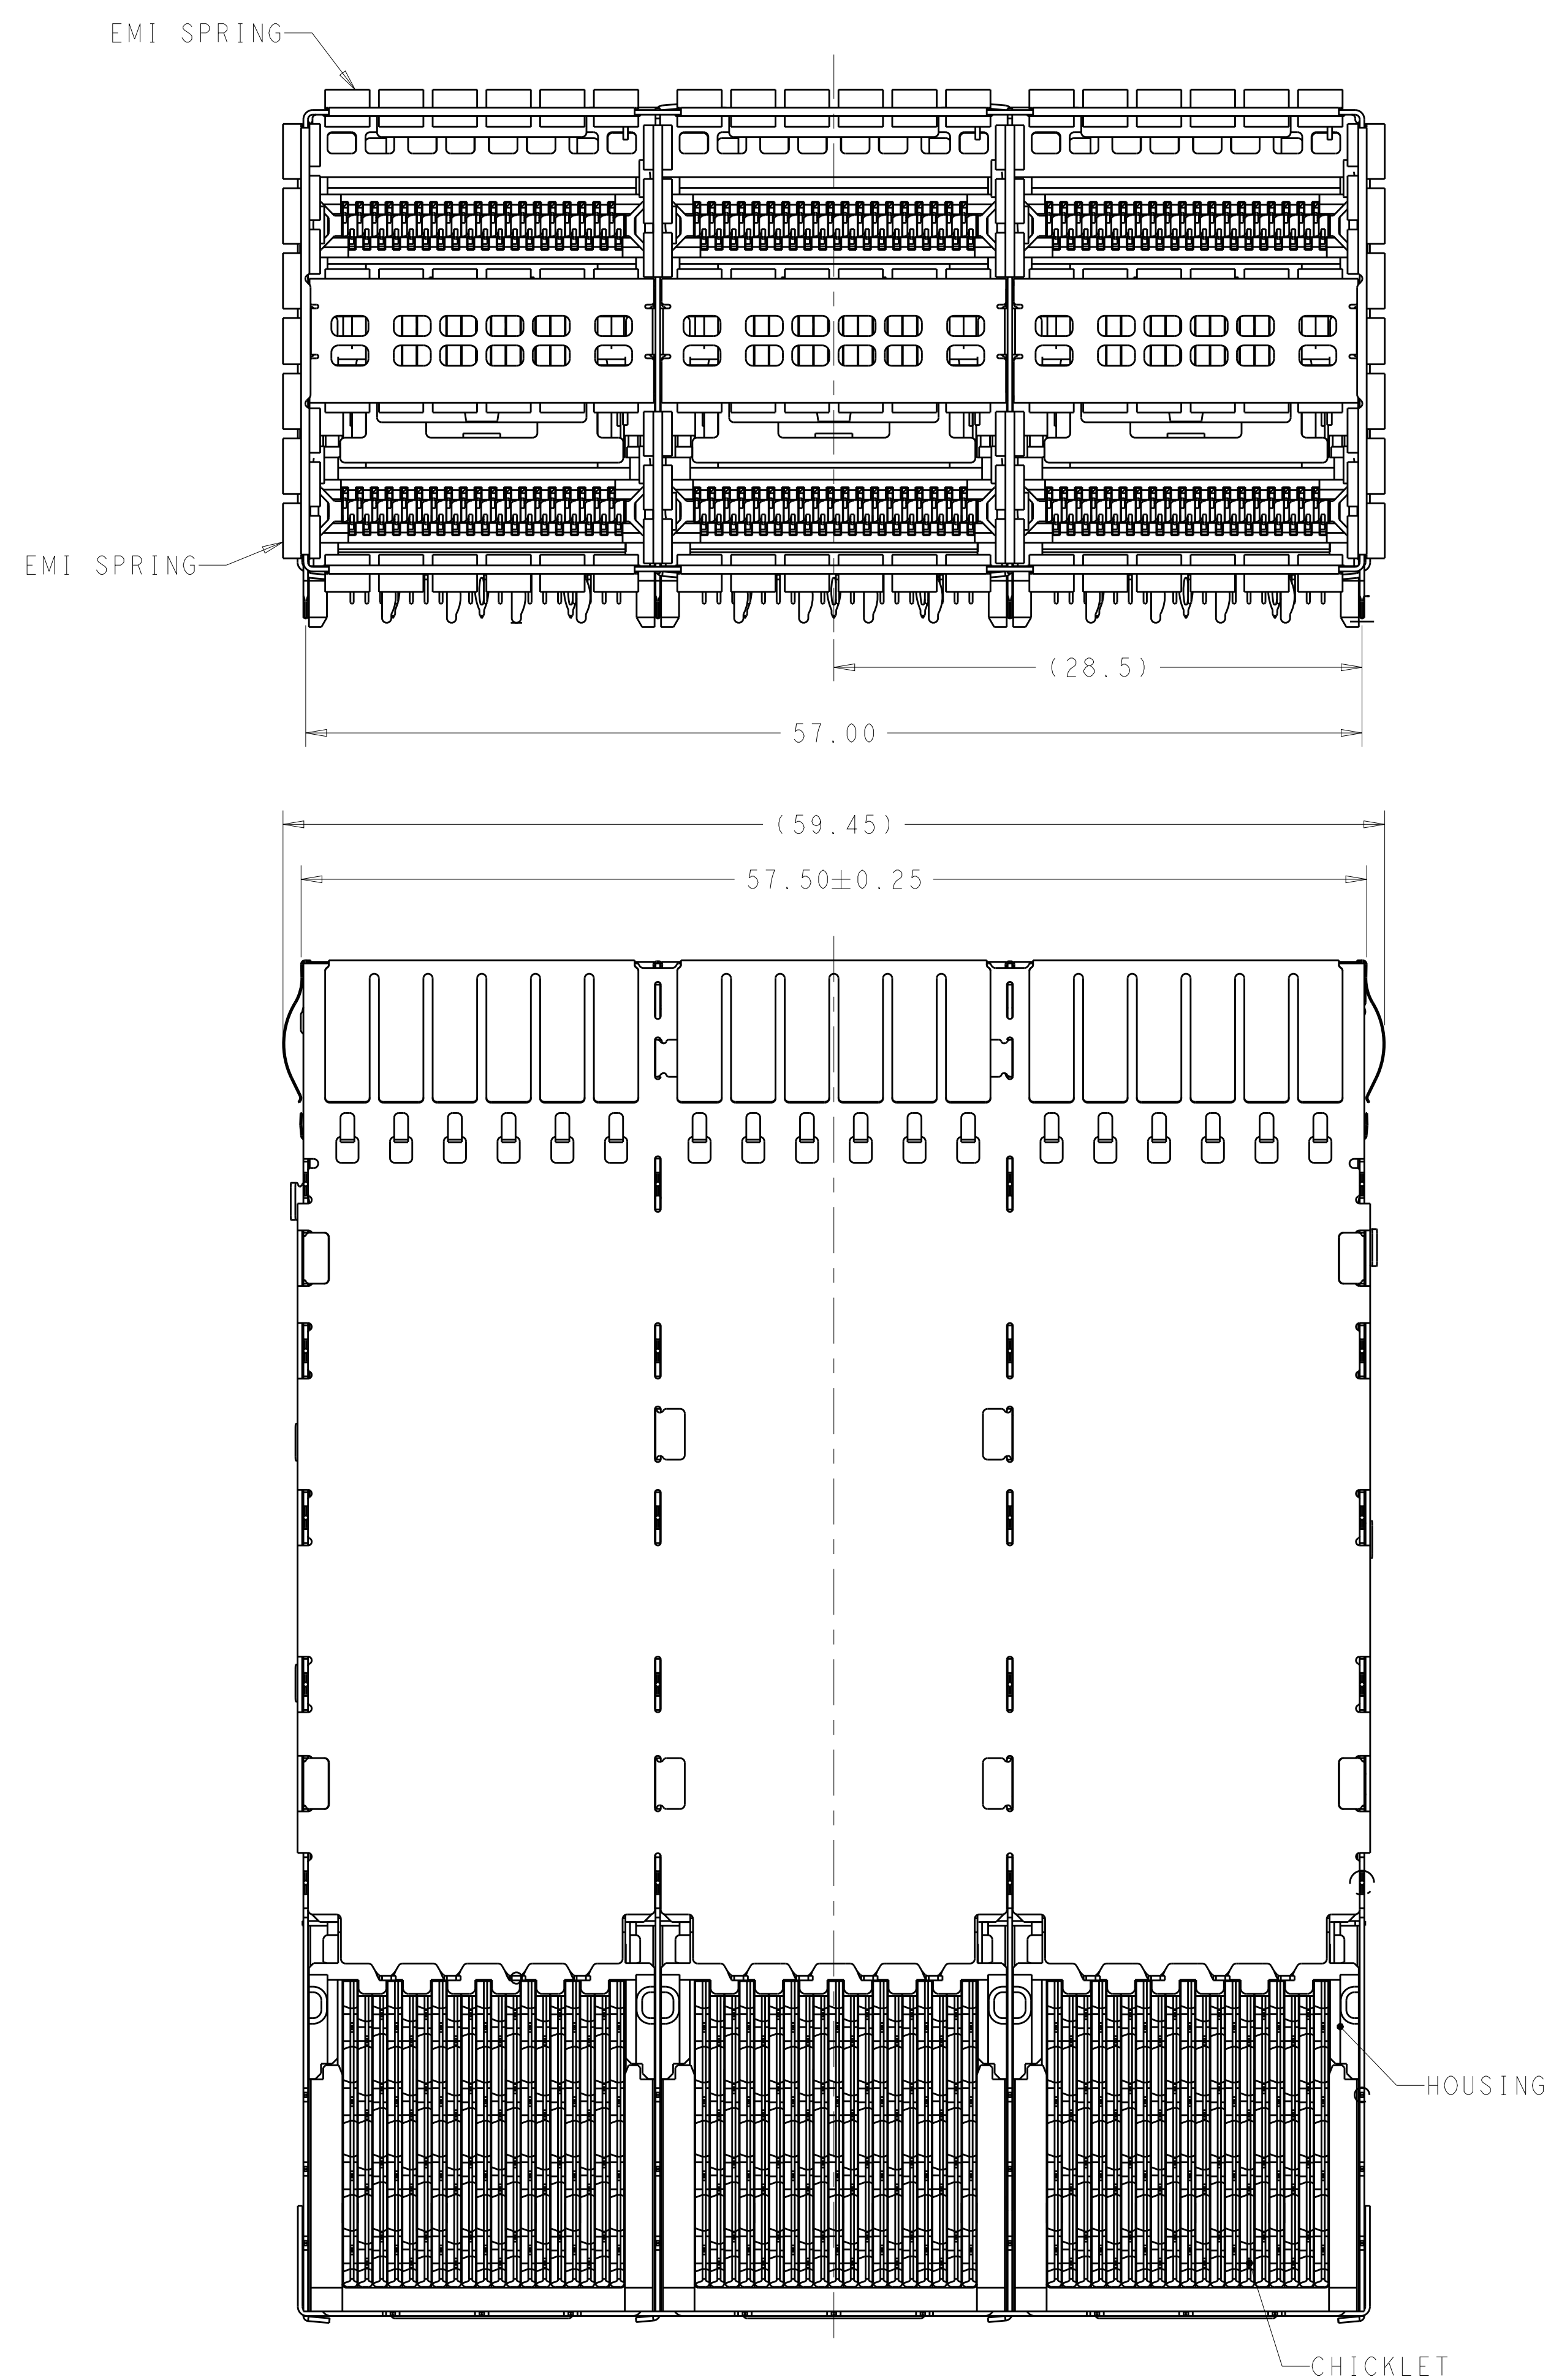 EMI SPRING
EMI SPRING
(28.5)
57.00
(59.45)
57.50±0.25
HOUSING
CHICKLET